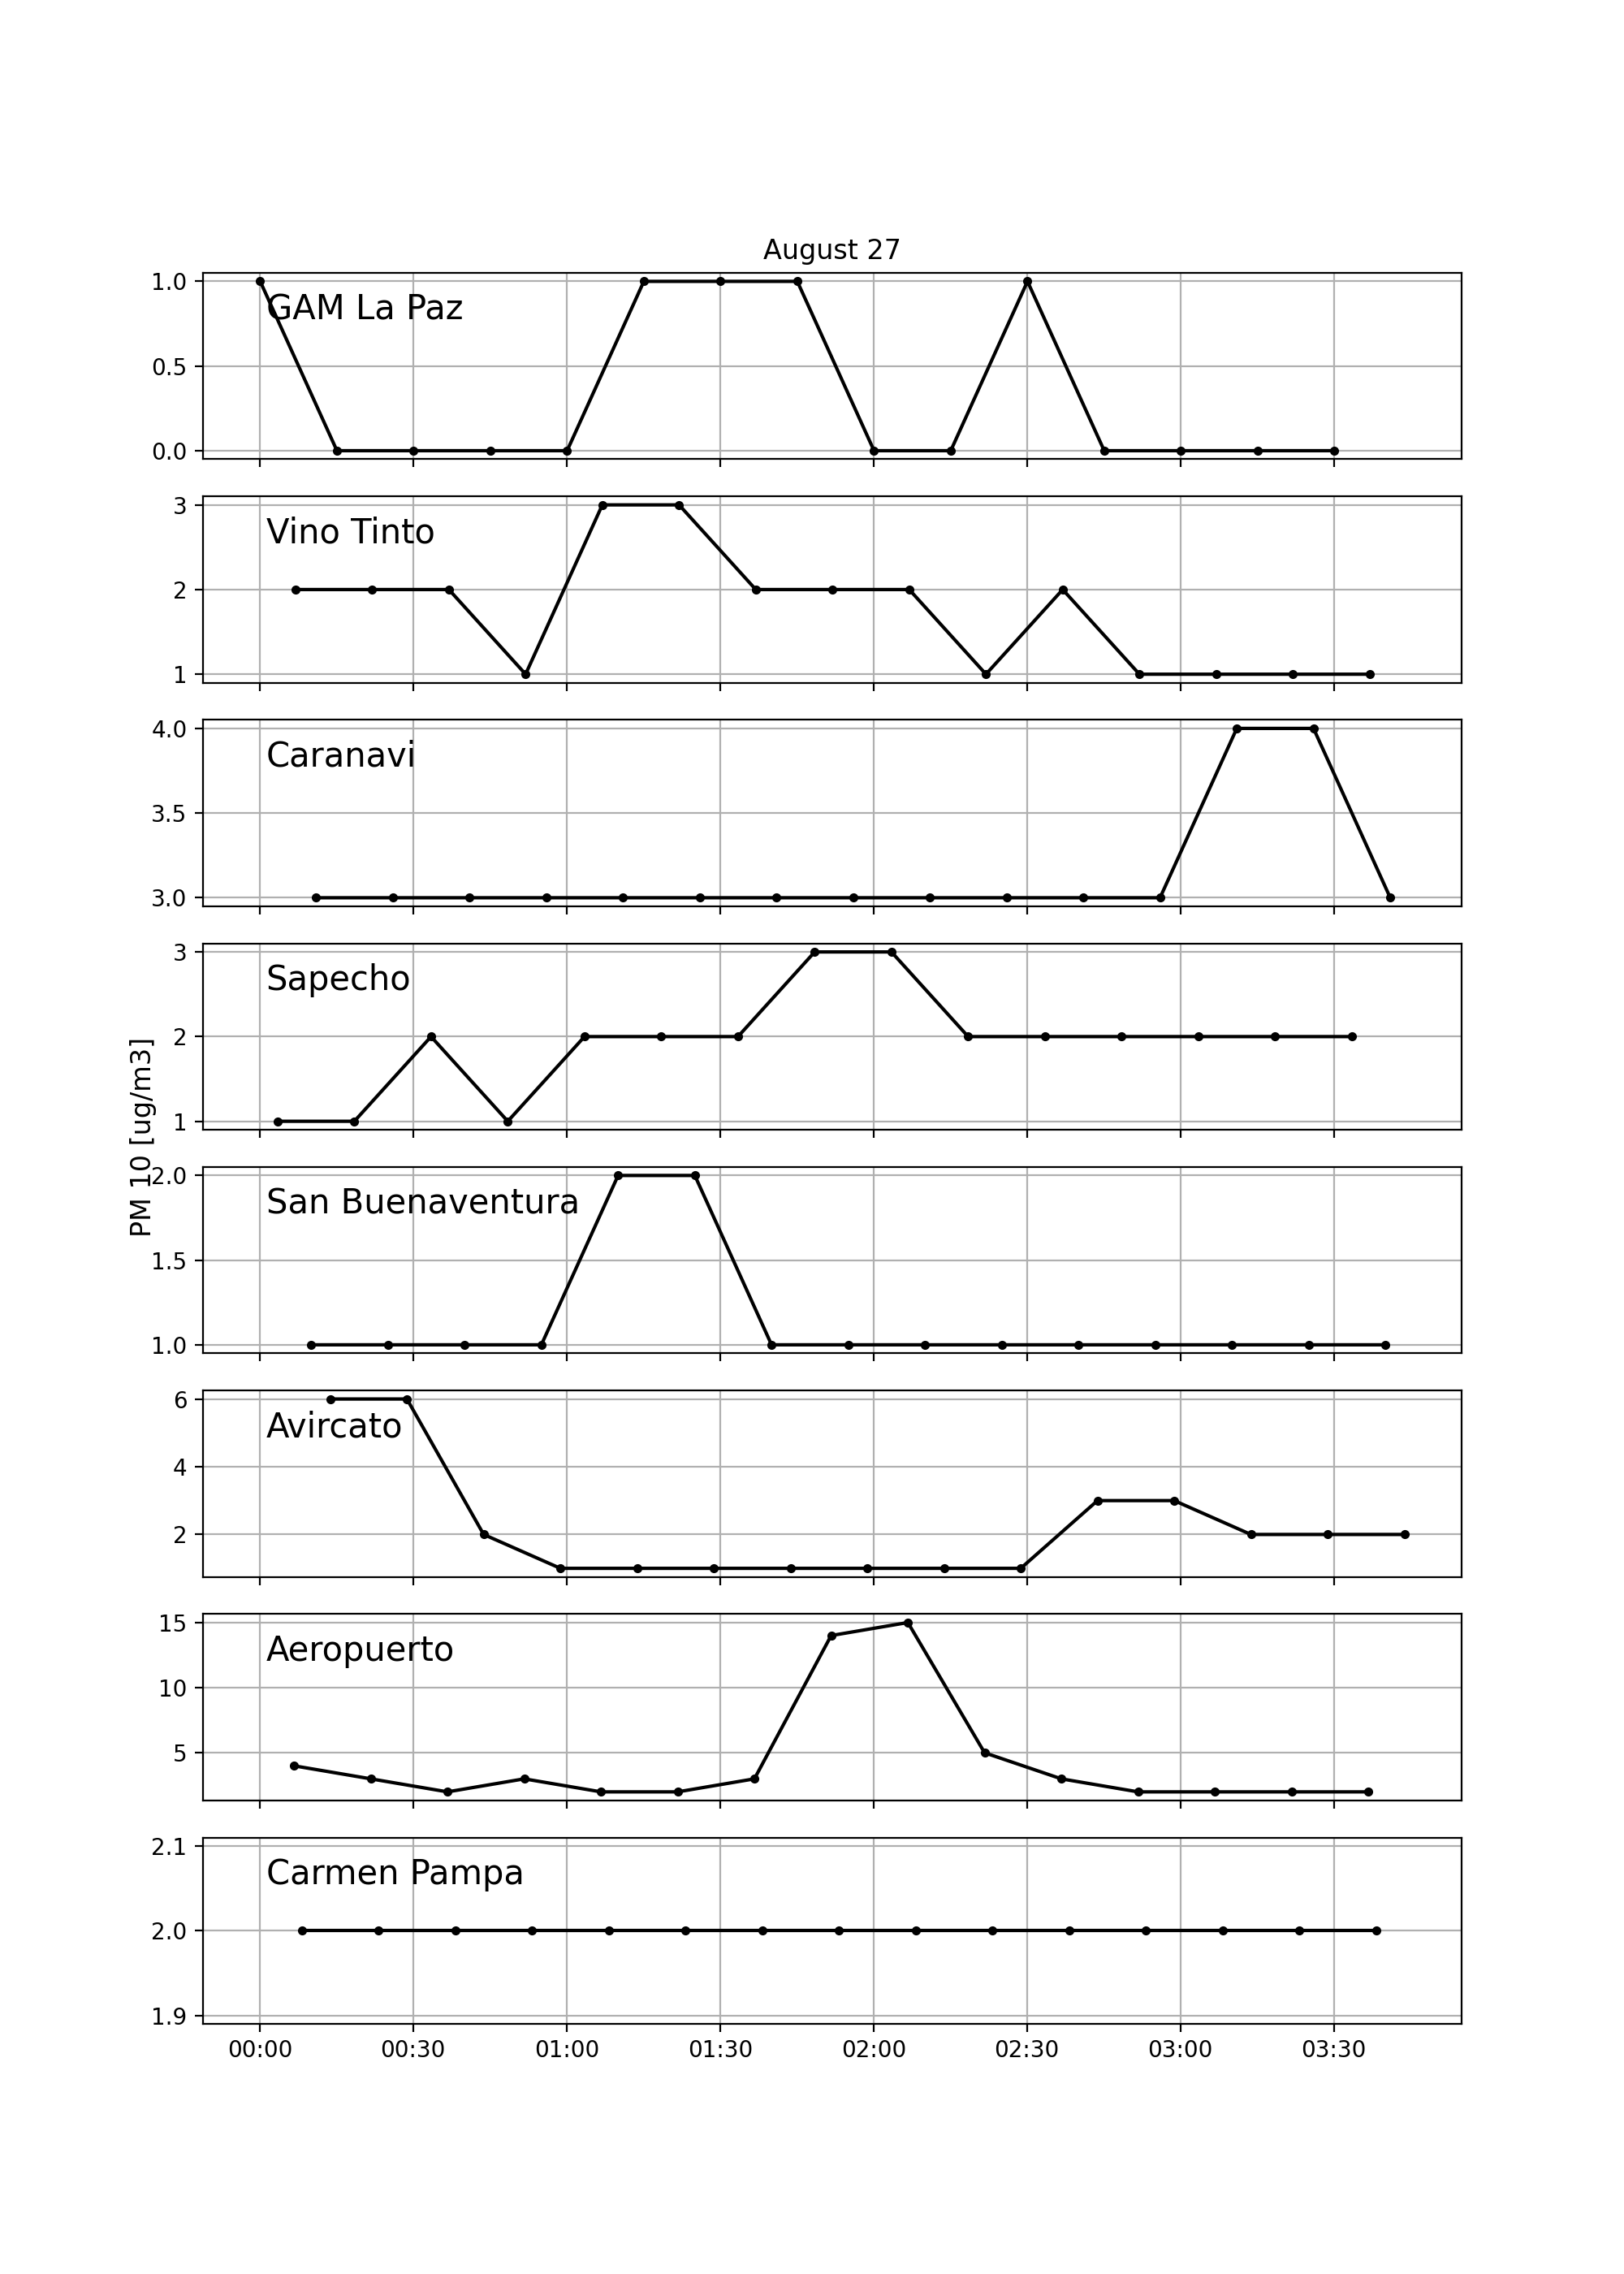 August 27
1.0
GAM La Paz
0.5
0.0
3
Vino Tinto
2
1
4.0
Caranavi
3.5
3.0
3
Sapecho
2
1
PM 10 [ug/m3]
2.0
San Buenaventura
1.5
1.0
6
Avircato
4
2
15
Aeropuerto
10
5
2.1
Carmen Pampa
2.0
1.9
00:00 00:30 01:00 01:30 02:00 02:30 03:00 03:30